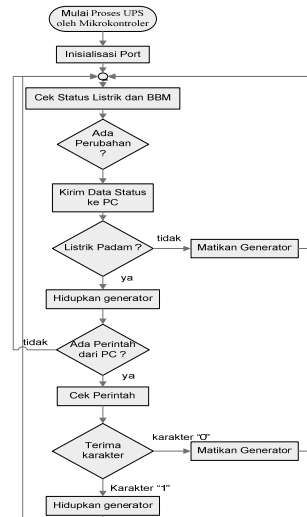 Mulai Proses UPS
oleh Mikrokontroler
Inisialisasi Port
Cek Status Listrik dan BBM
Ada
Perubahan
?
Kirim Data Status
ke PC
Listrik Padam ?
tidak
Matikan Generator
ya
Hidupkan generator
tidak
Ada Perintah
dari PC ?
ya
Cek Perintah
Terima
karakter
karakter "0"
Matikan Generator
Karakter "1"
Hidupkan generator